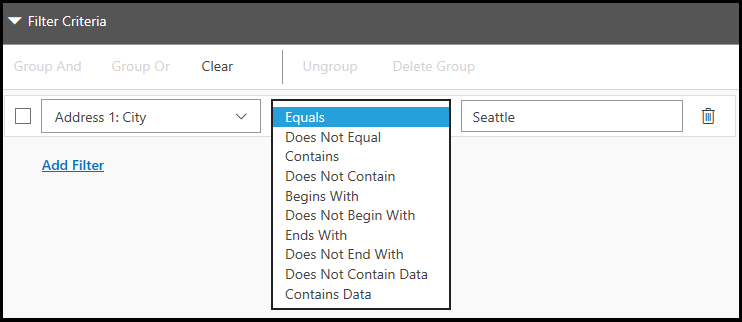 Filter Criteria
Group And Group Or Clear Ungroup Delete Group
Address 1: City Equals Seattle
Does Not Equal
Contains
Does Not Contain
Begins With
Does Not Begin With
Ends With
Does Not End With
Does Not Contain Data
Contains Data
Add Filter